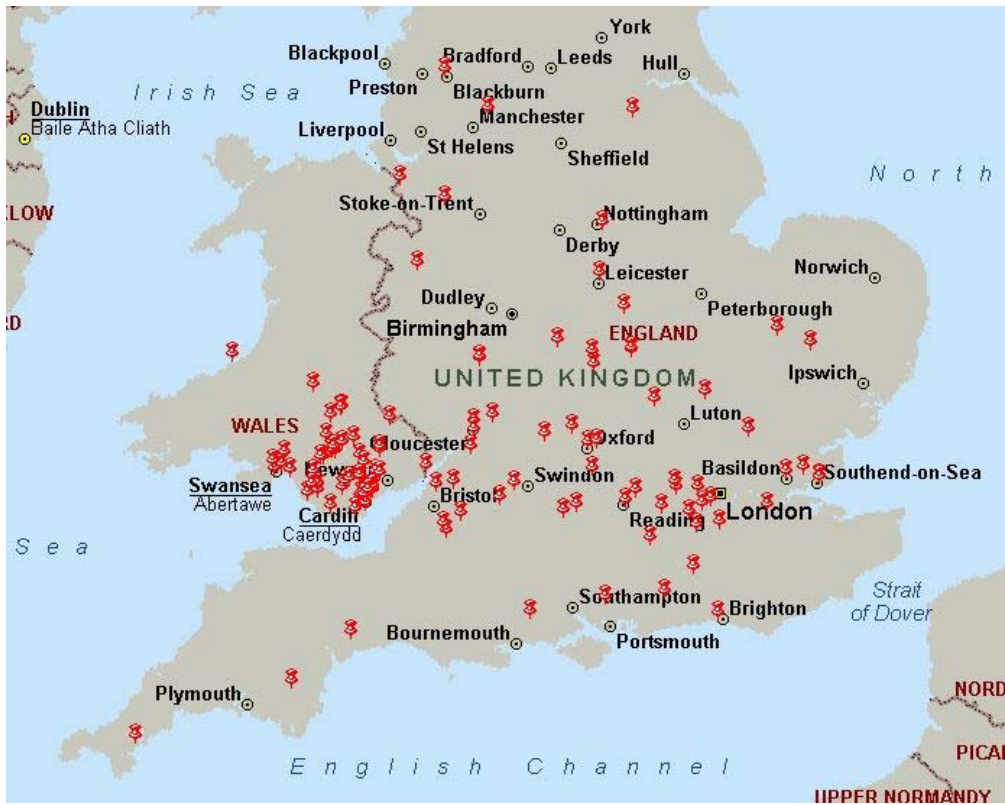 York
Blackpool
Bradford
Leeds
Hull
Preston
Blackburn
Irish Sea
Dublin
Baile Atha Cliath
Manchester
Liverpool
St Helens
Sheffield
North
Stoke-on-Trent
Nottingham
Derby
Leicester
Norwich
Dudley
Peterborough
Birmingham
ENGLAND
UNITED KINGDOM
Ipswich
WALES
Luton
Gloucester
Oxford
Basildon
Southend-on-Sea
Swansea
Abertawe
Swindon
Bristol
London
Reading
Cardiff
Caerdydd
Sea
Strait
of Dover
Southampton
Brighton
Bournemouth
Portsmouth
Plymouth
NORD
PICA
English Channel
UPPER NORMANDY